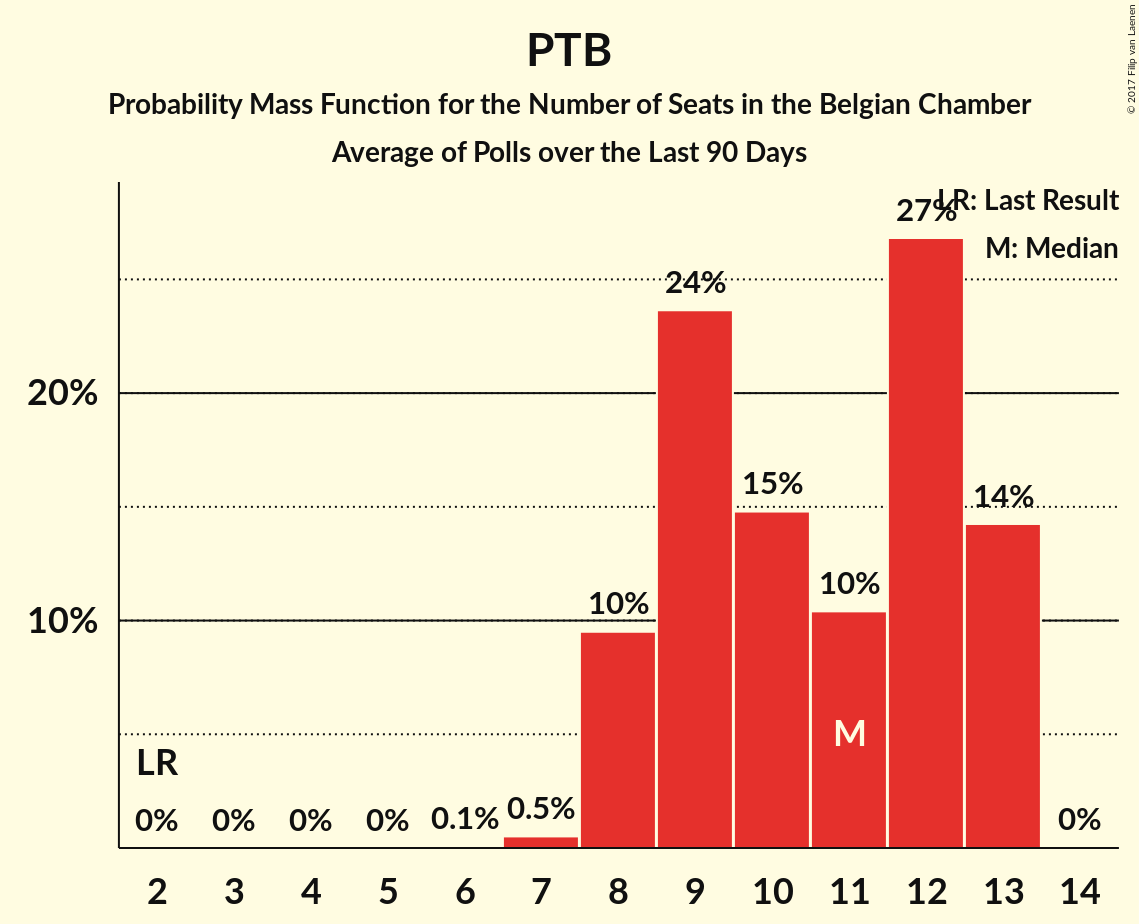 PTB
Probability Mass Function for the Number of Seats in the Belgian Chamber
Average of Polls over the Last 90 Days
© 2017 Filip van Laenen
LR: Last Result
M: Median
27%
24%
20%
15%
14%
10%
10%
10%
M
LR
0% 0% 0% 0% 0.1% 0.5% 0%
2 3 4 5 6 7 8 9 10 11 12 13 14